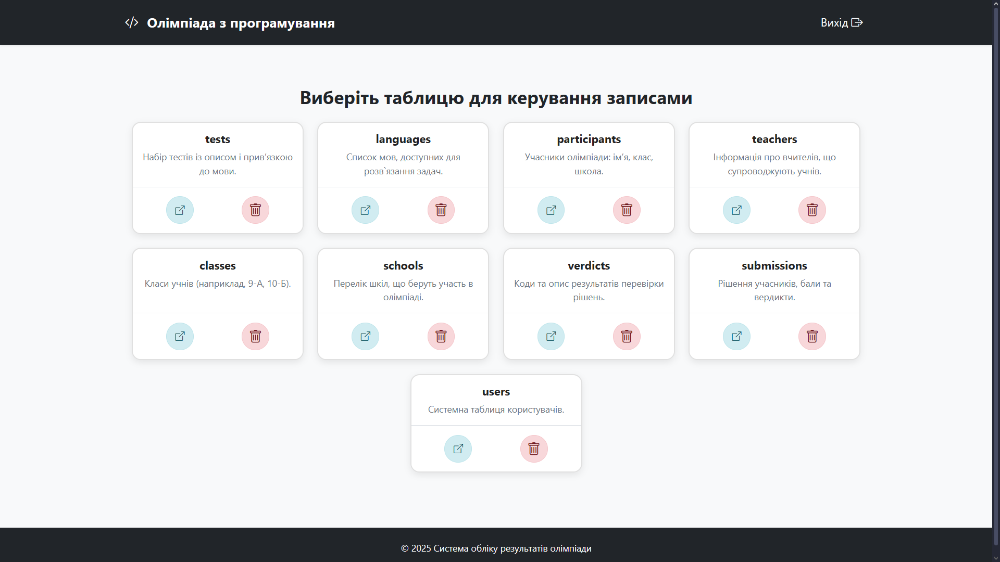 Олімпіада з програмування
Вихід
Виберіть таблицю для керування записами
tests
Набір тестів із описом і прив’язкою
до мови.
languages
Список мов, доступних для
розв`язання задач.
participants
Учасники олімпіади: ім’я, клас,
школа.
teachers
Інформація про вчителів, що
супроводжують учнів.
classes
Класи учнів (наприклад, 9-А, 10-Б).
schools
Перелік шкіл, що беруть участь в
олімпіаді.
verdicts
Коди та опис результатів перевірки
рішень.
submissions
Рішення учасників, бали та
вердикти.
users
Системна таблиця користувачів.
© 2025 Система обліку результатів олімпіади